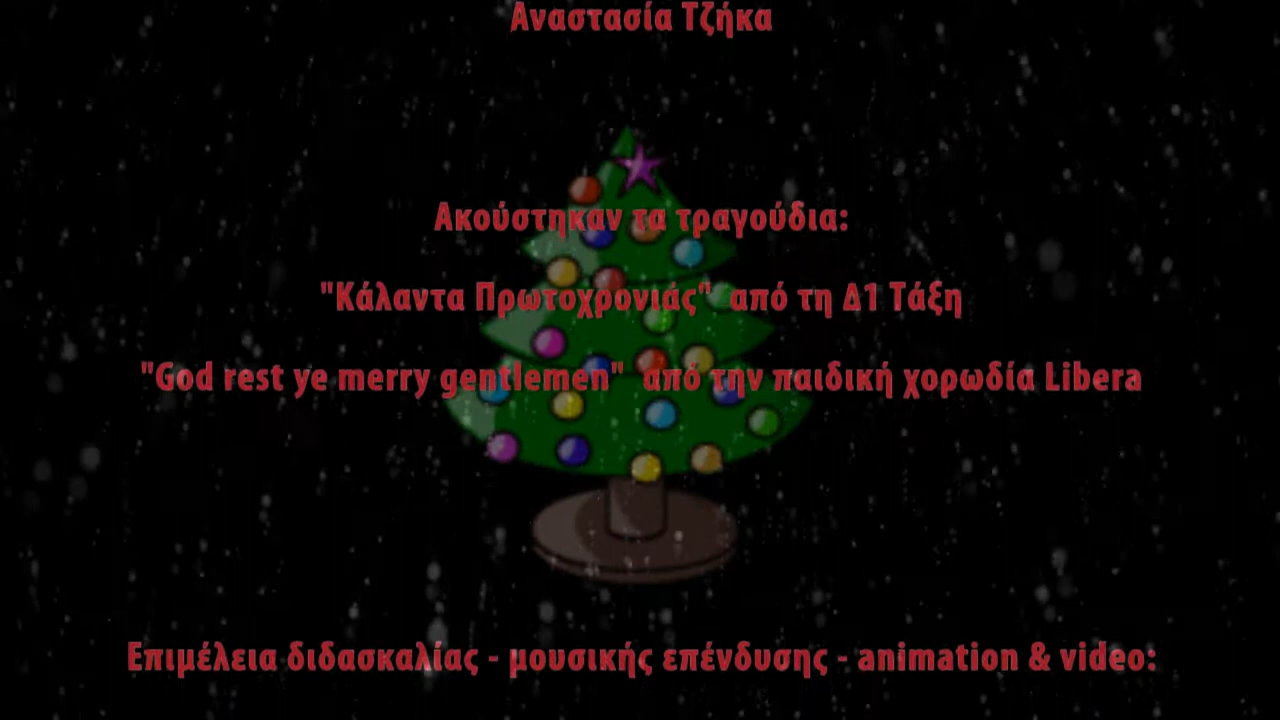 Αναστασία Τζήκα
Ακούστηκαν τα τραγούδια:
"Κάλαντα Πρωτοχρονιάς" από τη Δ1 Τάξη
"God rest ye merry gentlemen" από την παιδική χορωδία Libera
Επιμέλεια διδασκαλίας - μουσικής επένδυσης - animation & video: